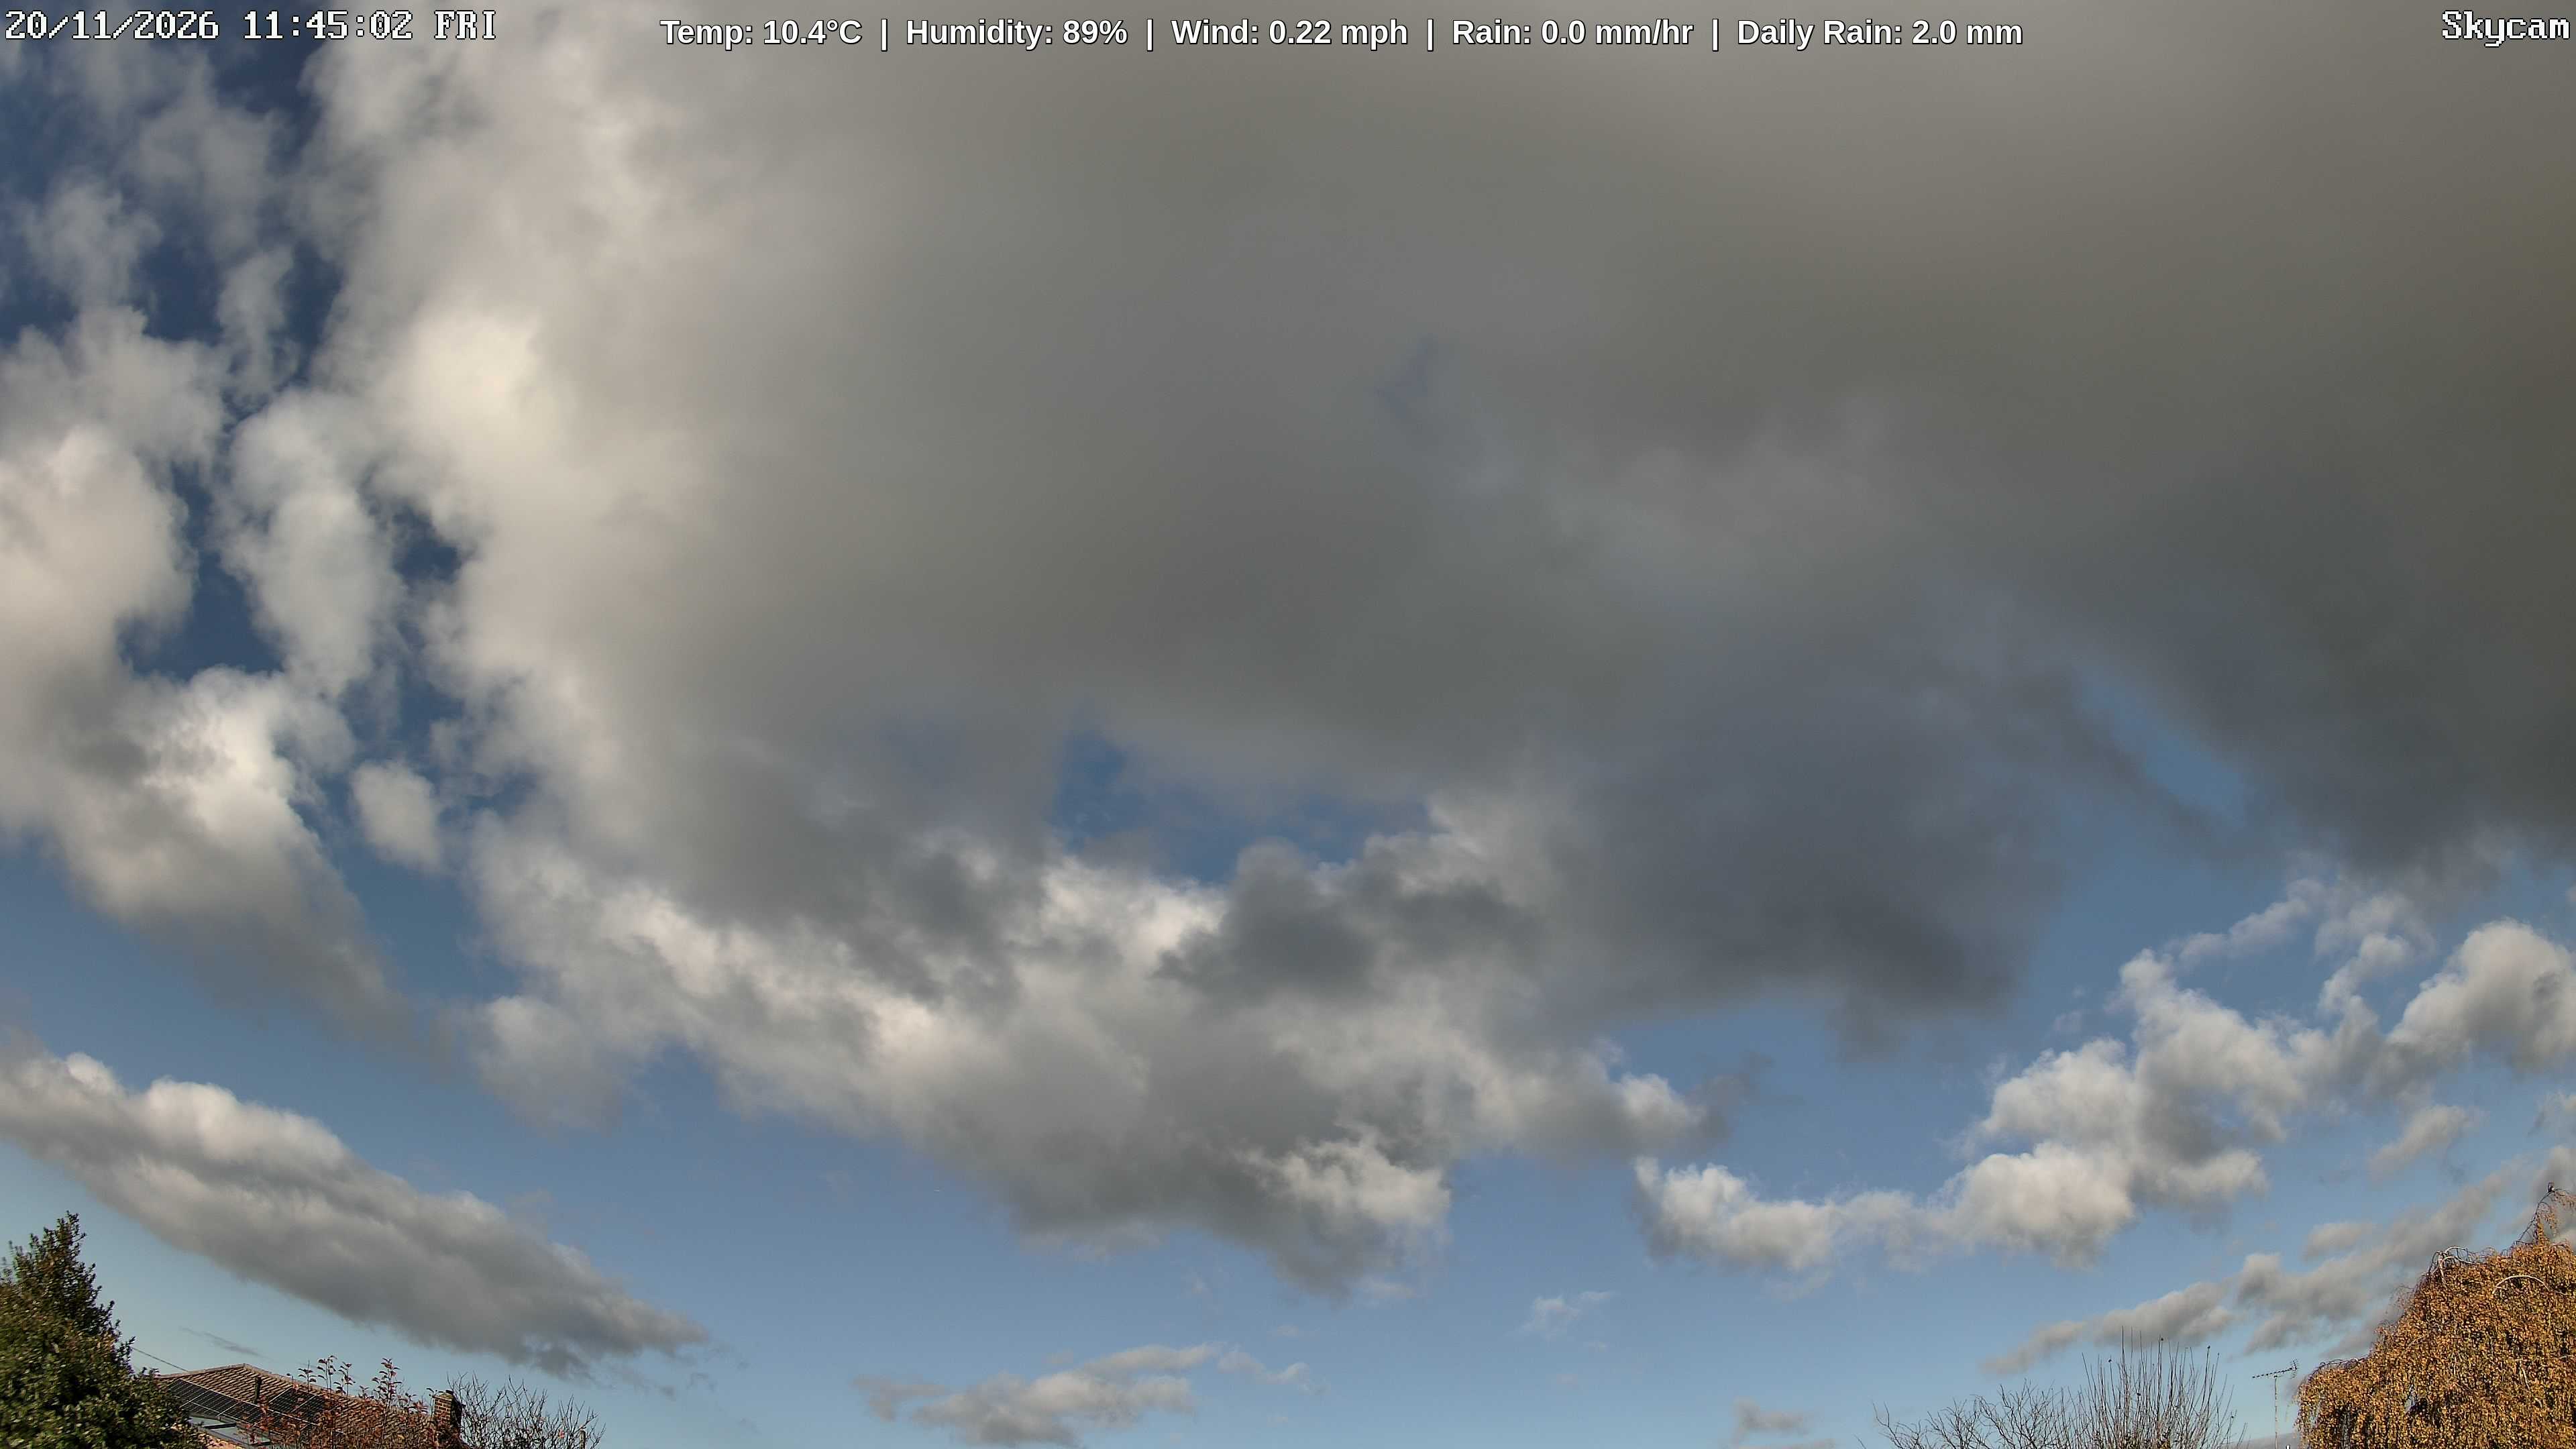 20/11/2026 11:45:02 FRI
Temp: 10.4°C | Humidity: 89% | Wind: 0.22 mph | Rain: 0.0 mm/hr | Daily Rain: 2.0 mm
Skycam